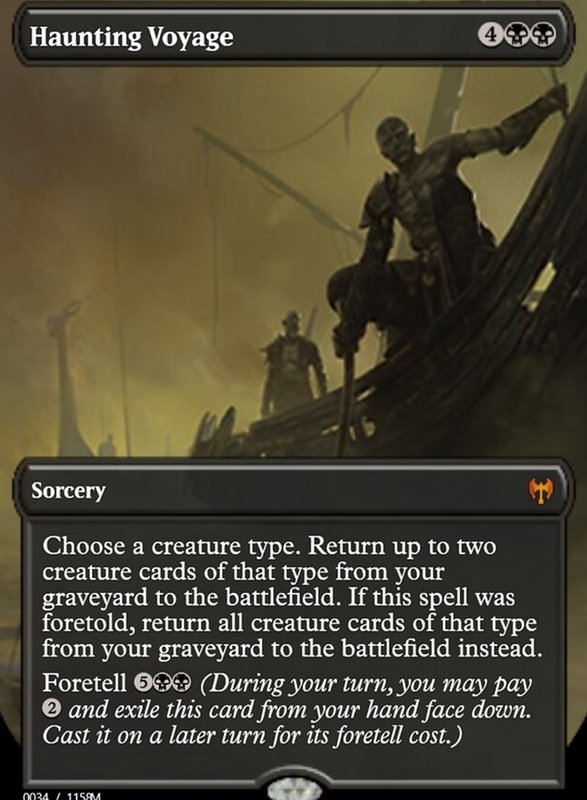 Haunting Voyage 4
Sorcery
Choose a creature type. Return up to two
creature cards of that type from your
graveyard to the battlefield. If this spell was
foretold, return all creature cards of that type
from your graveyard to the battlefield instead.
Foretell 5 (During your turn, you may pay
2 and exile this card from your hand face down.
Cast it on a later turn for its foretell cost.)
0034 / 1158M